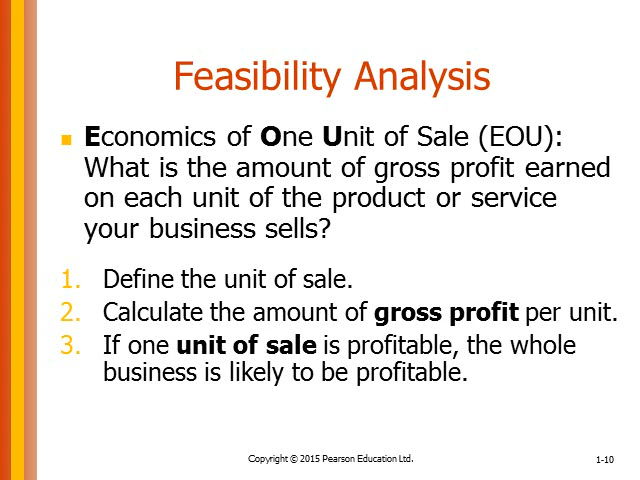 Feasibility Analysis
Economics of One Unit of Sale (EOU):
What is the amount of gross profit earned
on each unit of the product or service
your business sells?
1. Define the unit of sale.
2. Calculate the amount of gross profit per unit.
3. If one unit of sale is profitable, the whole
business is likely to be profitable.
Copyright © 2015 Pearson Education Ltd.
1-10